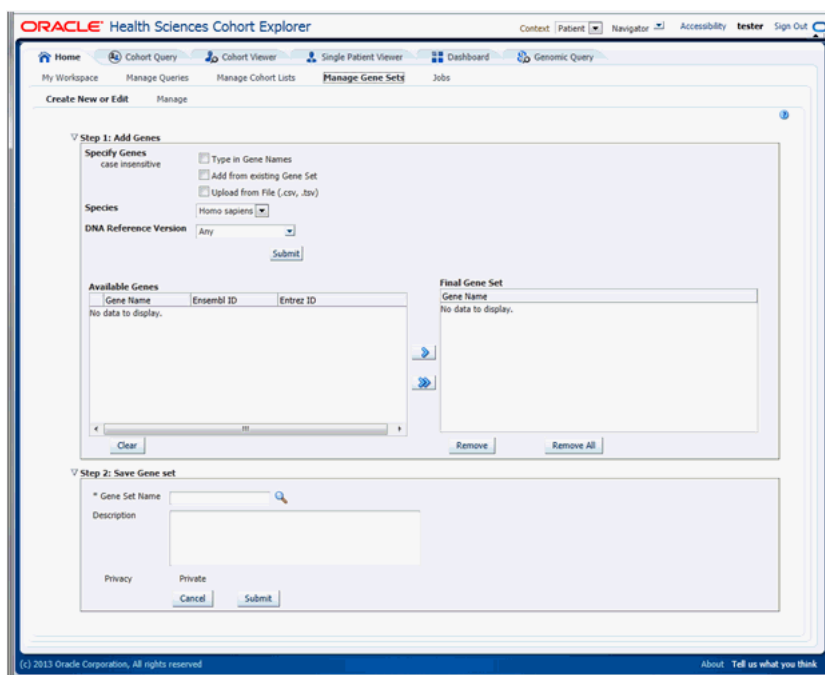 ORACLE Health Sciences Cohort Explorer
Context Patient Navigator Accessibility tester Sign Out
Home Cohort Query Cohort Viewer Single Patient Viewer Dashboard Genomic Query
My Workspace Manage Queries Manage Cohort Lists Manage Gene Sets Jobs
Create New or Edit Manage
Step 1: Add Genes
Specify Genes
case insensitive
Type in Gene Names
Add from existing Gene Set
Upload from File (.csv, .tsv)
Species Homo sapiens
DNA Reference Version Any
Submit
Available Genes
Gene Name Ensembl ID Entrez ID
No data to display.
Clear
Final Gene Set
Gene Name
No data to display.
Remove Remove All
Step 2: Save Gene set
* Gene Set Name
Description
Privacy Private
Cancel Submit
(c) 2013 Oracle Corporation, All rights reserved About Tell us what you think